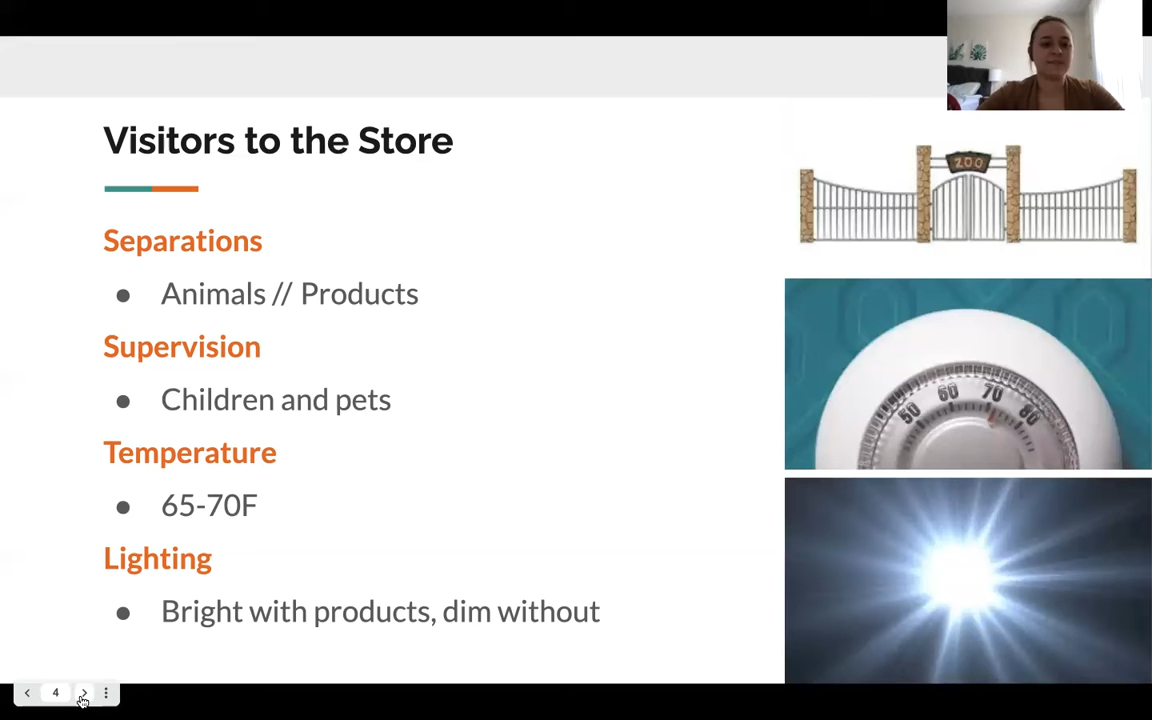 Visitors to the Store
ZOO
Separations
● Animals // Products
Supervision
● Children and pets
50 60 70 80
Temperature
● 65-70F
Lighting
● Bright with products, dim without
4